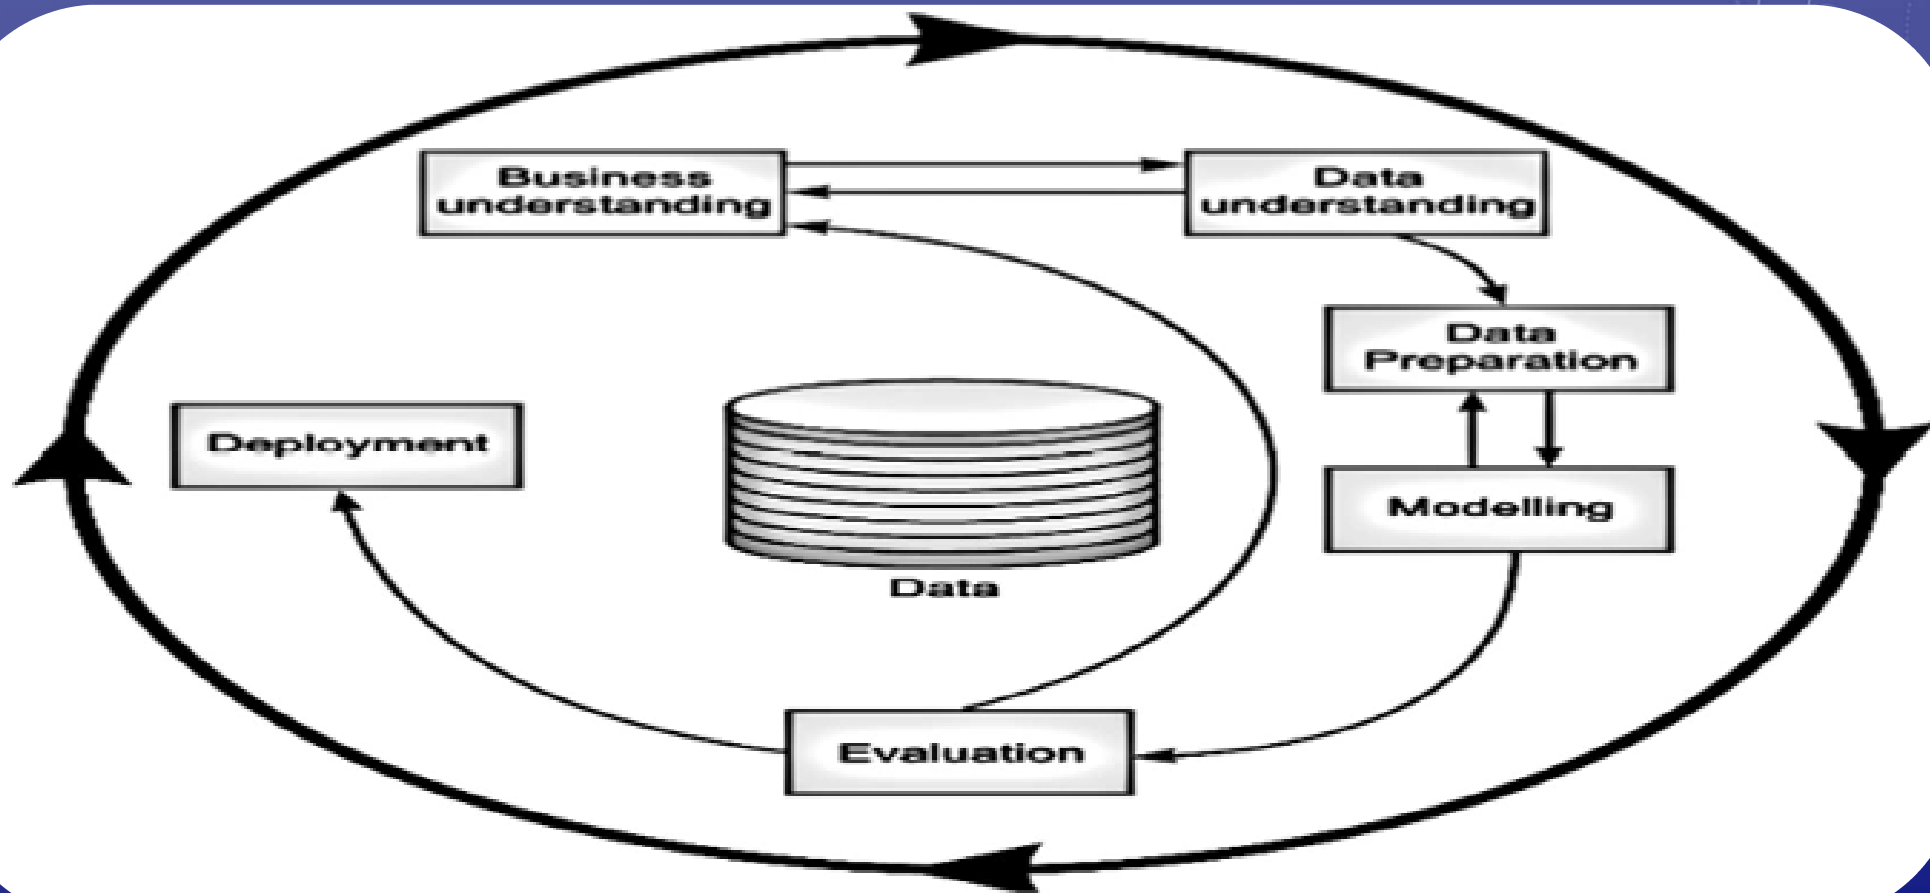 Business
understanding
Data
understanding
Data
Preparation
Deployment
Modelling
Data
Evaluation